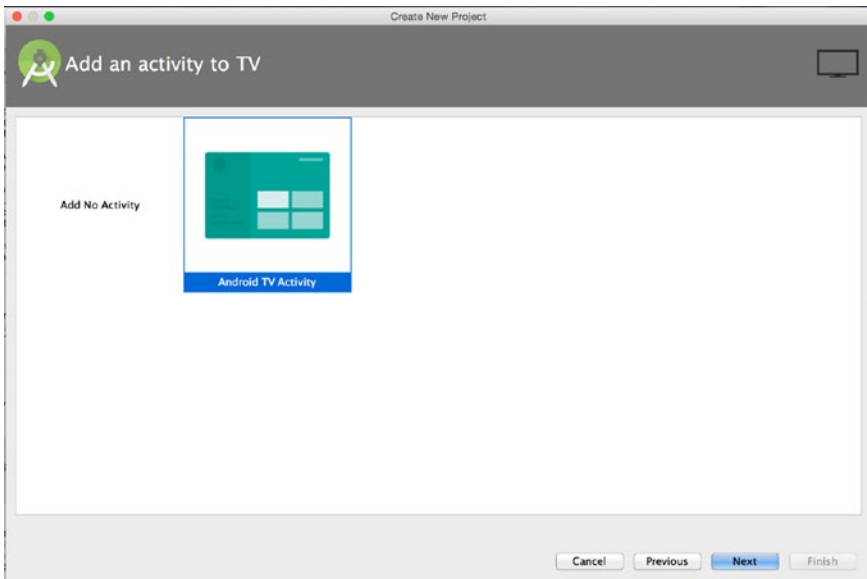 Create New Project
Add an activity to TV
Add No Activity
Android TV Activity
Cancel
Previous
Next
Finish